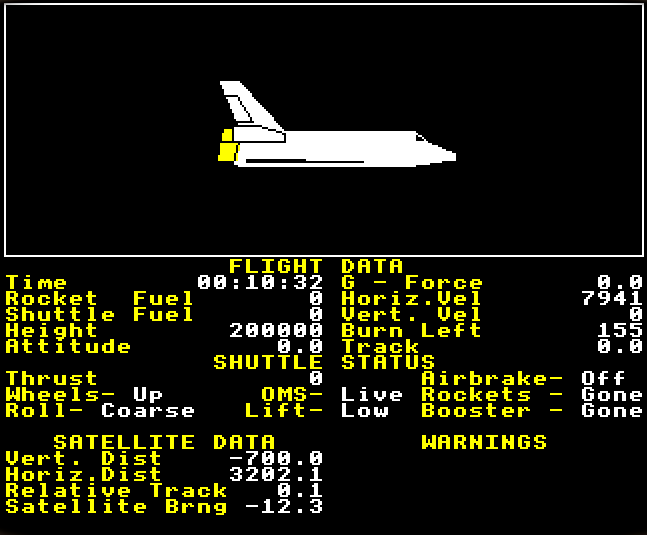 FLIGHT DATA
Time 00:10:32 G - Force 0.0
Rocket Fuel 0 Horiz.Vel 7941
Shuttle Fuel 0 Vert. Vel 0
Height 200000 Burn Left 155
Attitude 0.0 Track 0.0
SHUTTLE STATUS
Thrust 0 Airbrake- Off
Wheels- Up OMS- Live Rockets - Gone
Roll- Coarse Lift- Low Booster - Gone
SATELLITE DATA WARNINGS
Vert. Dist -700.0
Horiz.Dist 3202.1
Relative Track 0.1
Satellite Brng -12.3